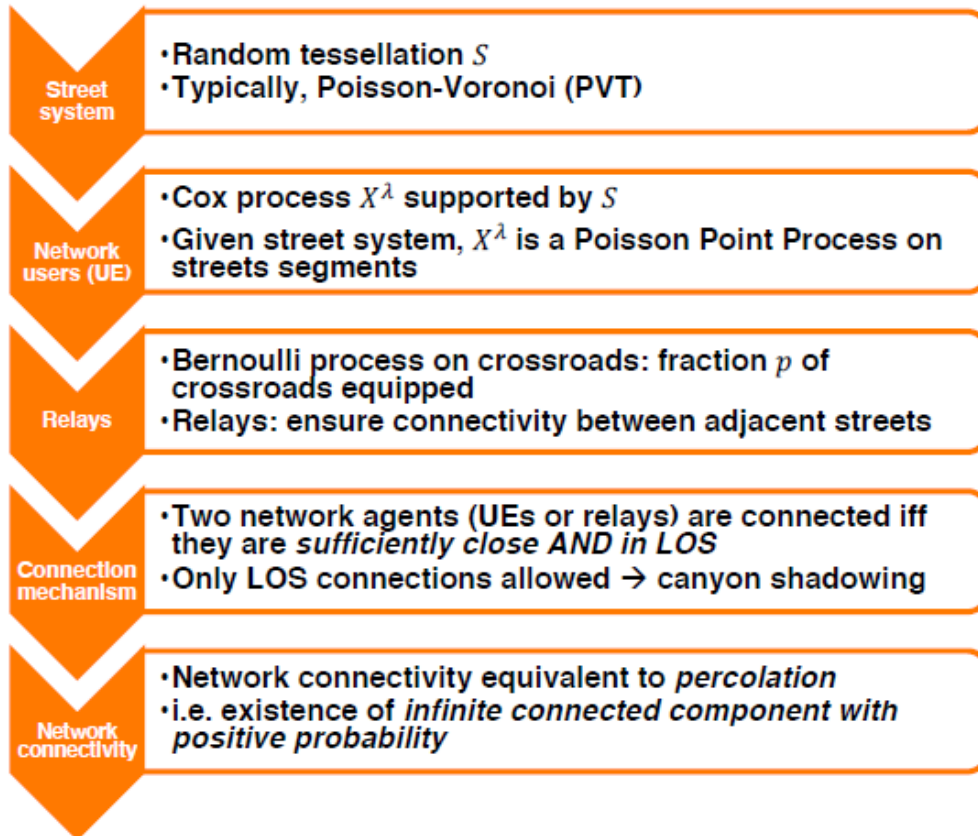 Street
system
•Random tessellation S
•Typically, Poisson-Voronoi (PVT)
Network
users (UE)
•Cox process X^λ supported by S
•Given street system, X^λ is a Poisson Point Process on
streets segments
Relays
•Bernoulli process on crossroads: fraction p of
crossroads equipped
•Relays: ensure connectivity between adjacent streets
Connection
mechanism
•Two network agents (UEs or relays) are connected iff
they are sufficiently close AND in LOS
•Only LOS connections allowed → canyon shadowing
Network
connectivity
•Network connectivity equivalent to percolation
•i.e. existence of infinite connected component with
positive probability